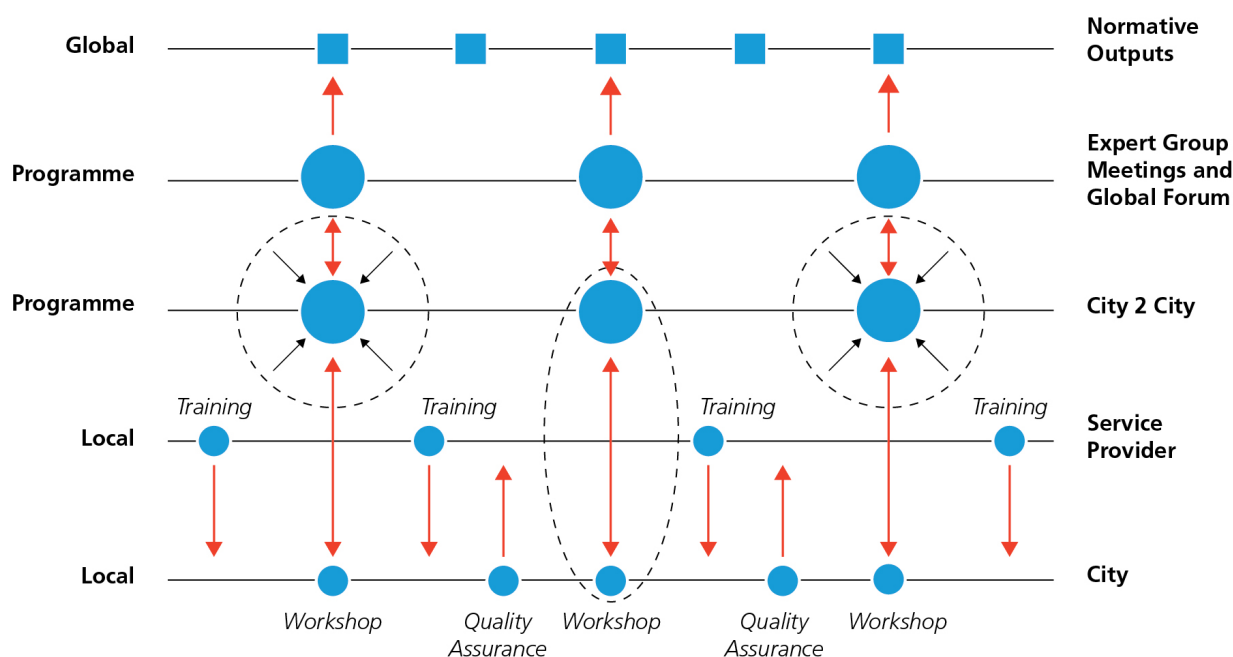 Global
Normative
Outputs
Programme
Expert Group
Meetings and
Global Forum
Programme
City 2 City
Training
Training
Training
Training
Local
Service
Provider
Local
City
Workshop
Quality
Assurance
Workshop
Quality
Assurance
Workshop